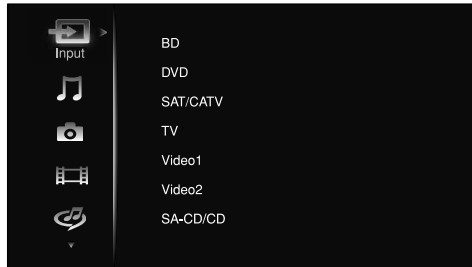 Input
BD
DVD
SAT/CATV
TV
Video1
Video2
SA-CD/CD